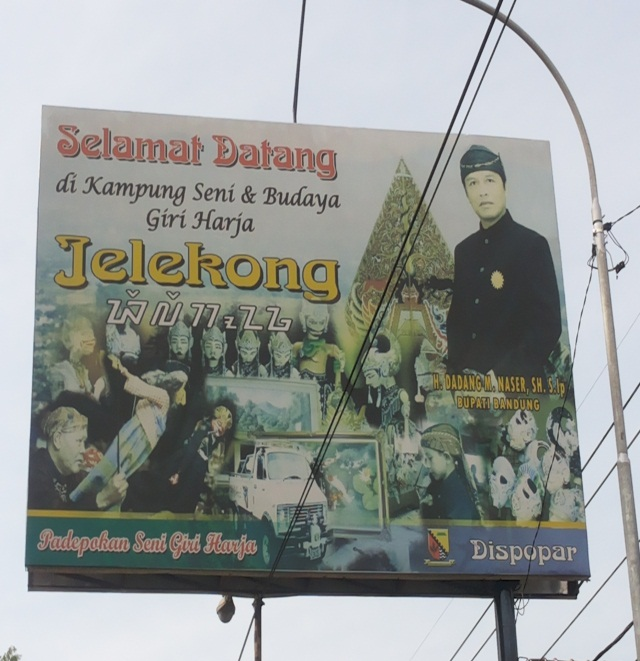 Selamat Datang
di Kampung Seni & Budaya
Giri Harja
Jelekong
H. DADANG M. NASER, SH. S.Ip
BUPATI BANDUNG
Padepokan Seni Giri Harja
Dispopar